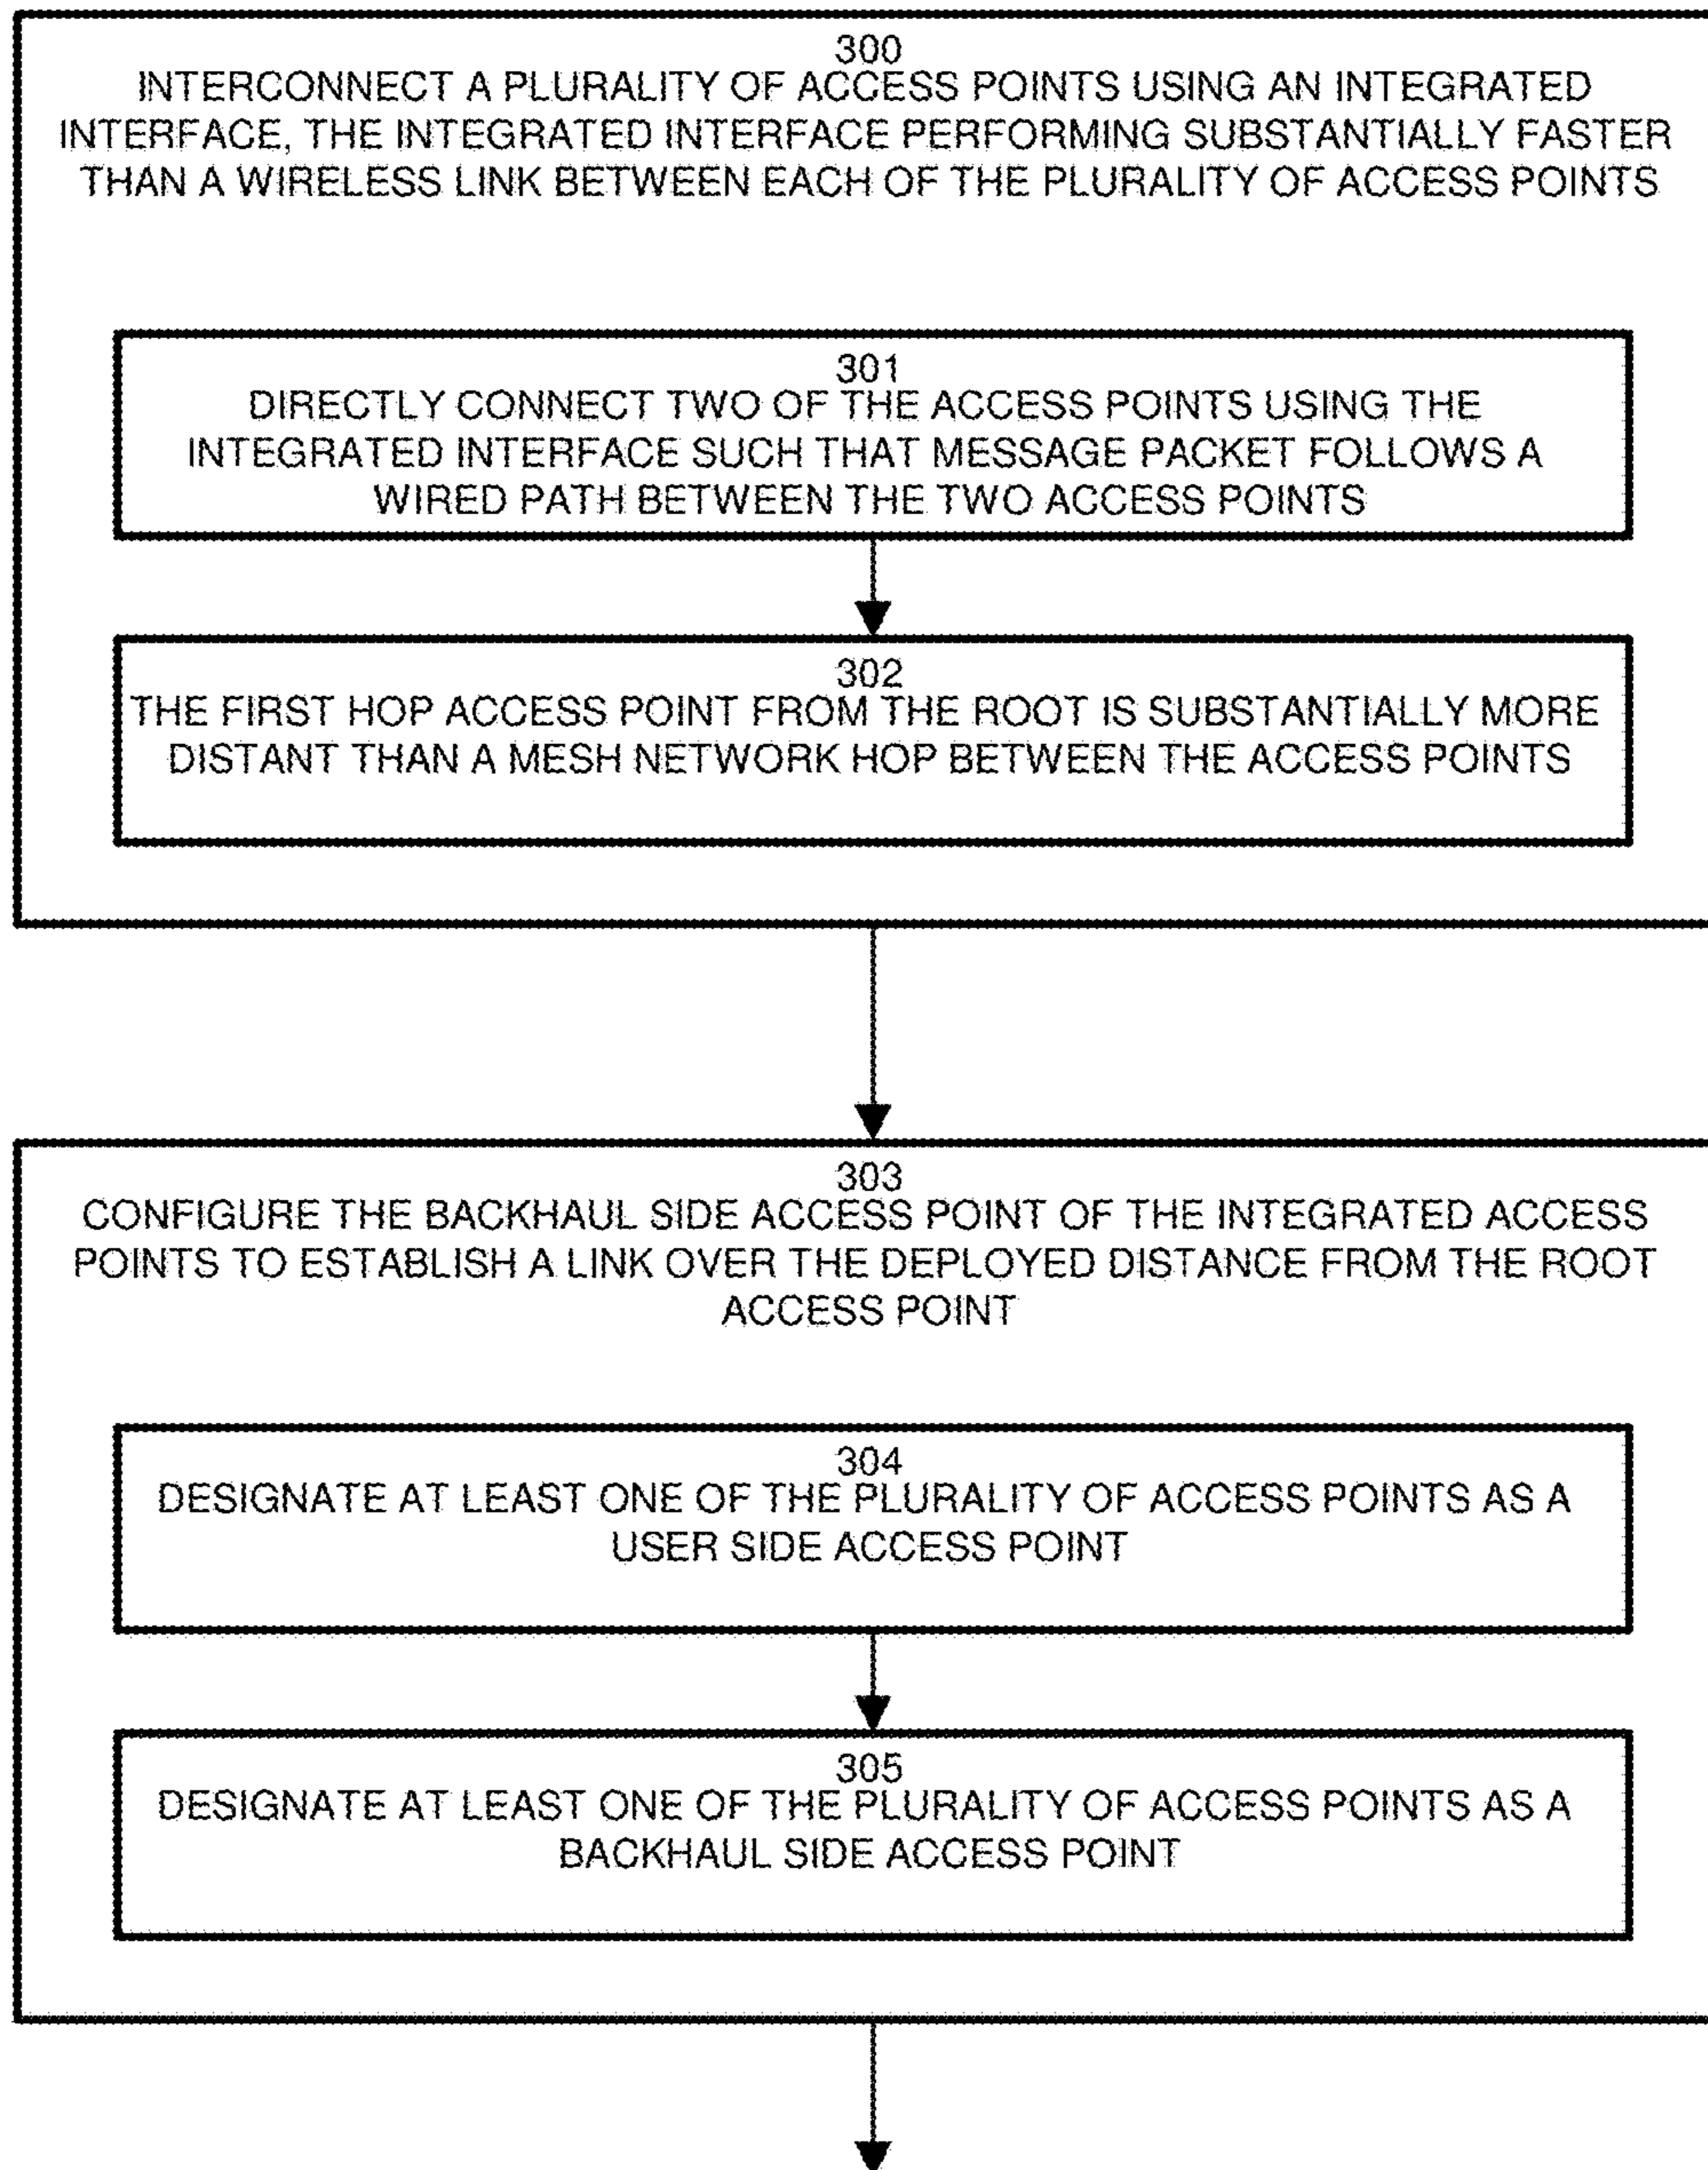 300
INTERCONNECT A PLURALITY OF ACCESS POINTS USING AN INTEGRATED
INTERFACE, THE INTEGRATED INTERFACE PERFORMING SUBSTANTIALLY FASTER
THAN A WIRELESS LINK BETWEEN EACH OF THE PLURALITY OF ACCESS POINTS
301
DIRECTLY CONNECT TWO OF THE ACCESS POINTS USING THE
INTEGRATED INTERFACE SUCH THAT MESSAGE PACKET FOLLOWS A
WIRED PATH BETWEEN THE TWO ACCESS POINTS
302
THE FIRST HOP ACCESS POINT FROM THE ROOT IS SUBSTANTIALLY MORE
DISTANT THAN A MESH NETWORK HOP BETWEEN THE ACCESS POINTS
303
CONFIGURE THE BACKHAUL SIDE ACCESS POINT OF THE INTEGRATED ACCESS
POINTS TO ESTABLISH A LINK OVER THE DEPLOYED DISTANCE FROM THE ROOT
ACCESS POINT
304
DESIGNATE AT LEAST ONE OF THE PLURALITY OF ACCESS POINTS AS A
USER SIDE ACCESS POINT
305
DESIGNATE AT LEAST ONE OF THE PLURALITY OF ACCESS POINTS AS A
BACKHAUL SIDE ACCESS POINT